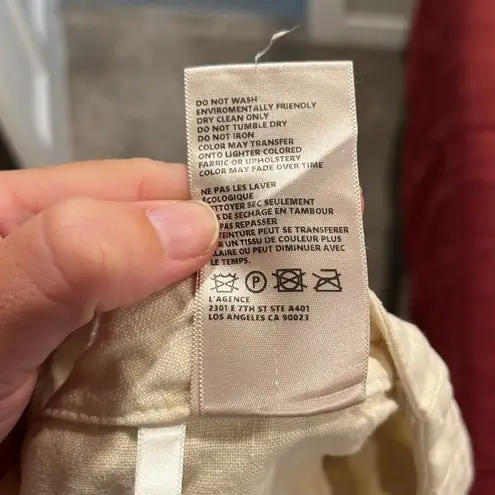 DO NOT WASH
ENVIROMENTALLY FRIENDLY
DRY CLEAN ONLY
DO NOT TUMBLE DRY
DO NOT IRON
COLOR MAY TRANSFER
ONTO LIGHTER COLORED
FABRIC OR UPHOLSTERY
COLOR MAY FADE OVER TIME
NE PAS LES LAVER
ÉCOLOGIQUE
NETTOYER SEC SEULEMENT
DE SECHAGE EN TAMBOUR
REPASSER
PEUT SE TRANSFERER
UN TISSU DE COULEUR PLUS
OU PEUT DIMINUER AVEC
LE TEMPS.
P
L'AGENCE
2301 E 7TH ST STE A401
LOS ANGELES CA 90023